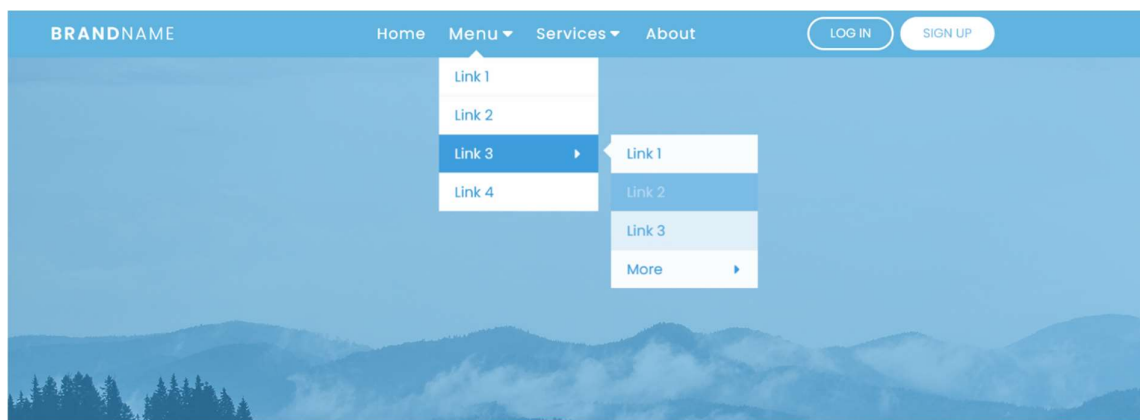 BRANDNAME Home Menu Services About LOG IN SIGN UP
Link 1
Link 2
Link 3
Link 4
Link 1
Link 2
Link 3
More